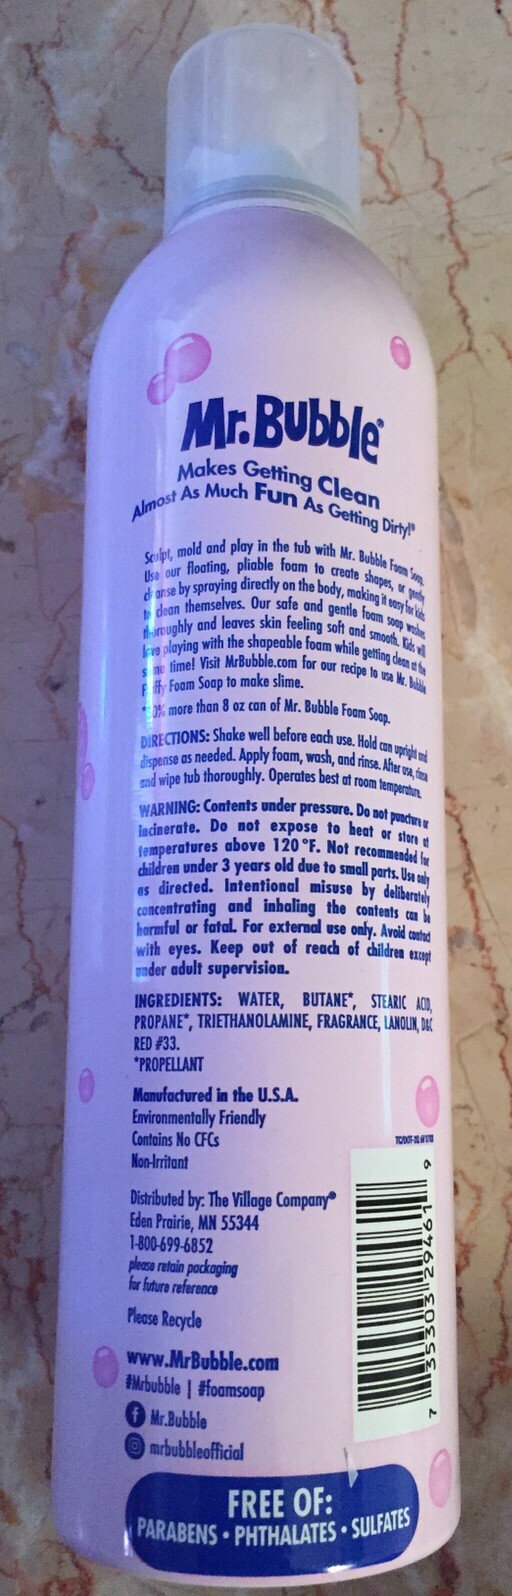 Mr. Bubble®
Makes Getting Clean
Almost As Much Fun As Getting Dirty!®
Sculpt, mold and play in the tub with Mr. Bubble Foam Soap.
Use our floating, pliable foam to create shapes, or gently
cleanse by spraying directly on the body, making it easy for kids
to clean themselves. Our safe and gentle foam soap washes
thoroughly and leaves skin feeling soft and smooth. Kids will
love playing with the shapeable foam while getting clean at the
same time! Visit MrBubble.com for our recipe to use Mr. Bubble
Fluffy Foam Soap to make slime.
more than 8 oz can of Mr. Bubble Foam Soap.
DIRECTIONS: Shake well before each use. Hold can upright and
dispense as needed. Apply foam, wash, and rinse. After use, rinse
and wipe tub thoroughly. Operates best at room temperature.
WARNING: Contents under pressure. Do not puncture or
incinerate. Do not expose to heat or store at
temperatures above 120°F. Not recommended for
children under 3 years old due to small parts. Use only
as directed. Intentional misuse by deliberately
concentrating and inhaling the contents can be
harmful or fatal. For external use only. Avoid contact
with eyes. Keep out of reach of children except
under adult supervision.
INGREDIENTS: WATER, BUTANE*, STEARIC ACID,
PROPANE*, TRIETHANOLAMINE, FRAGRANCE, LANOLIN, D&C
RED #33.
*PROPELLANT
Manufactured in the U.S.A.
Environmentally Friendly
Contains No CFCs
Non-Irritant
Distributed by: The Village Company®
Eden Prairie, MN 55344
1-800-699-6852
please retain packaging
for future reference
Please Recycle
www.MrBubble.com
#Mrbubble | #foamsoap
Mr.Bubble
mrbubbleofficial
7 35303 29461 9
FREE OF:
PARABENS • PHTHALATES • SULFATES